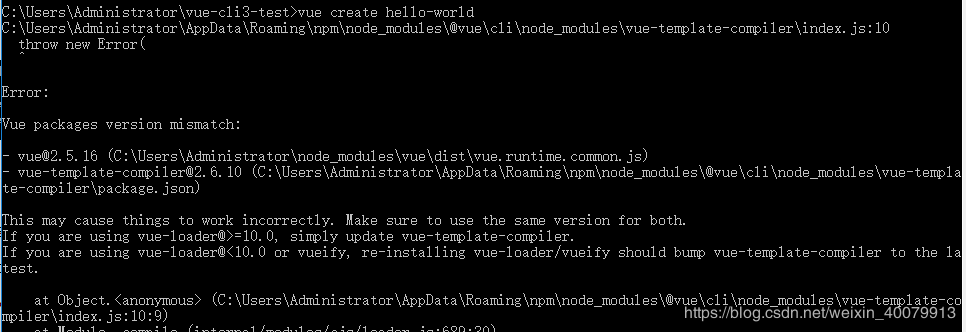 C:\Users\Administrator\vue-cli3-test>vue create hello-world
C:\Users\Administrator\AppData\Roaming\npm\node_modules\@vue\cli\node_modules\vue-template-compiler\index.js:10
  throw new Error(
  ^

Error:

Vue packages version mismatch:

- vue@2.5.16 (C:\Users\Administrator\node_modules\vue\dist\vue.runtime.common.js)
- vue-template-compiler@2.6.10 (C:\Users\Administrator\AppData\Roaming\npm\node_modules\@vue\cli\node_modules\vue-templa
te-compiler\package.json)

This may cause things to work incorrectly. Make sure to use the same version for both.
If you are using vue-loader@>=10.0, simply update vue-template-compiler.
If you are using vue-loader@<10.0 or vueify, re-installing vue-loader/vueify should bump vue-template-compiler to the la
test.

    at Object.<anonymous> (C:\Users\Administrator\AppData\Roaming\npm\node_modules\@vue\cli\node_modules\vue-template-co
mpiler\index.js:10:9)
    at Module._compile (internal/modules/cjs/loader.js:689:30)
https://blog.csdn.net/weixin_40079913